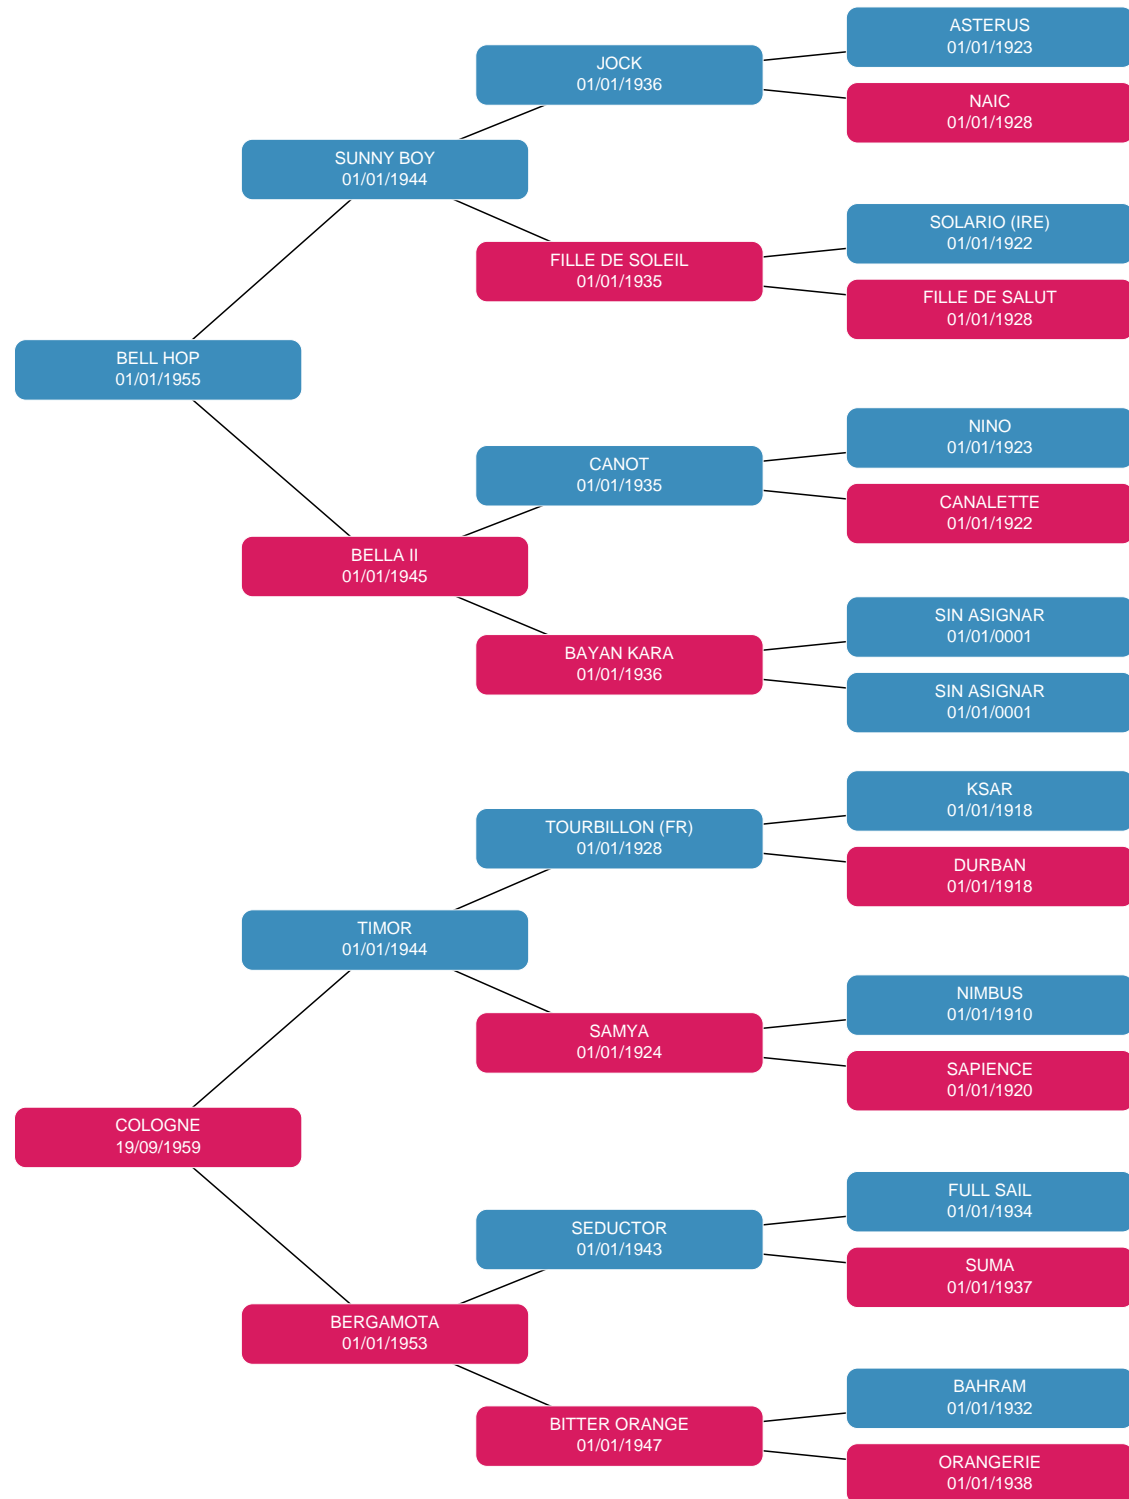 ASTERUS
01/01/1923
JOCK
01/01/1936
NAIC
01/01/1928
SUNNY BOY
01/01/1944
SOLARIO (IRE)
01/01/1922
FILLE DE SOLEIL
01/01/1935
FILLE DE SALUT
01/01/1928
BELL HOP
01/01/1955
NINO
01/01/1923
CANOT
01/01/1935
CANALETTE
01/01/1922
BELLA II
01/01/1945
SIN ASIGNAR
01/01/0001
BAYAN KARA
01/01/1936
SIN ASIGNAR
01/01/0001
KSAR
01/01/1918
TOURBILLON (FR)
01/01/1928
DURBAN
01/01/1918
TIMOR
01/01/1944
NIMBUS
01/01/1910
SAMYA
01/01/1924
SAPIENCE
01/01/1920
COLOGNE
19/09/1959
FULL SAIL
01/01/1934
SEDUCTOR
01/01/1943
SUMA
01/01/1937
BERGAMOTA
01/01/1953
BAHRAM
01/01/1932
BITTER ORANGE
01/01/1947
ORANGERIE
01/01/1938